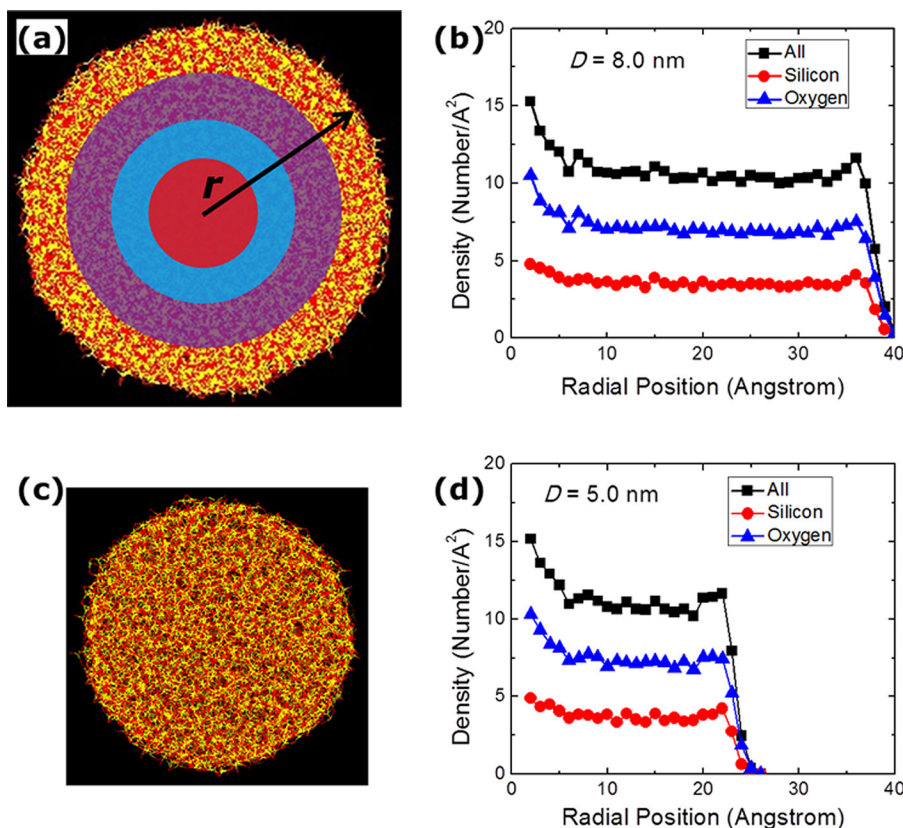 (a)
r
(b)
D = 8.0 nm
All
Silicon
Oxygen
20
15
10
5
0
Density (Number/A²)
0 10 20 30 40
Radial Position (Angstrom)
(c)
(d)
D = 5.0 nm
All
Silicon
Oxygen
20
15
10
5
0
Density (Number/A²)
0 10 20 30 40
Radial Position (Angstrom)